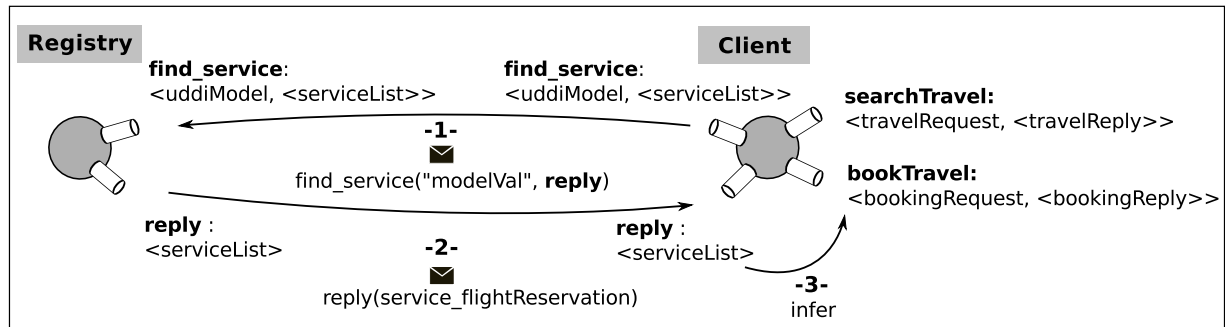 Registry
Client
find_service:
<uddiModel, <serviceList>>
find_service:
<uddiModel, <serviceList>>
searchTravel:
<travelRequest, <travelReply>>
-1-
find_service("modelVal", reply)
bookTravel:
<bookingRequest, <bookingReply>>
reply :
<serviceList>
reply :
<serviceList>
-2-
reply(service_flightReservation)
-3-
infer